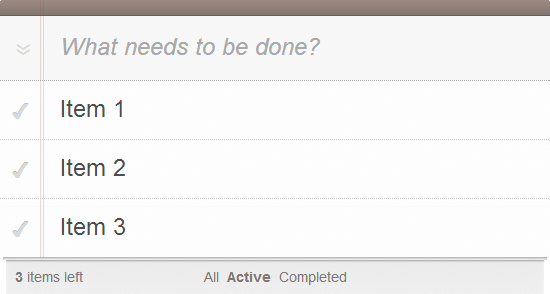 What needs to be done?
Item 1
Item 2
Item 3
3 items left All Active Completed